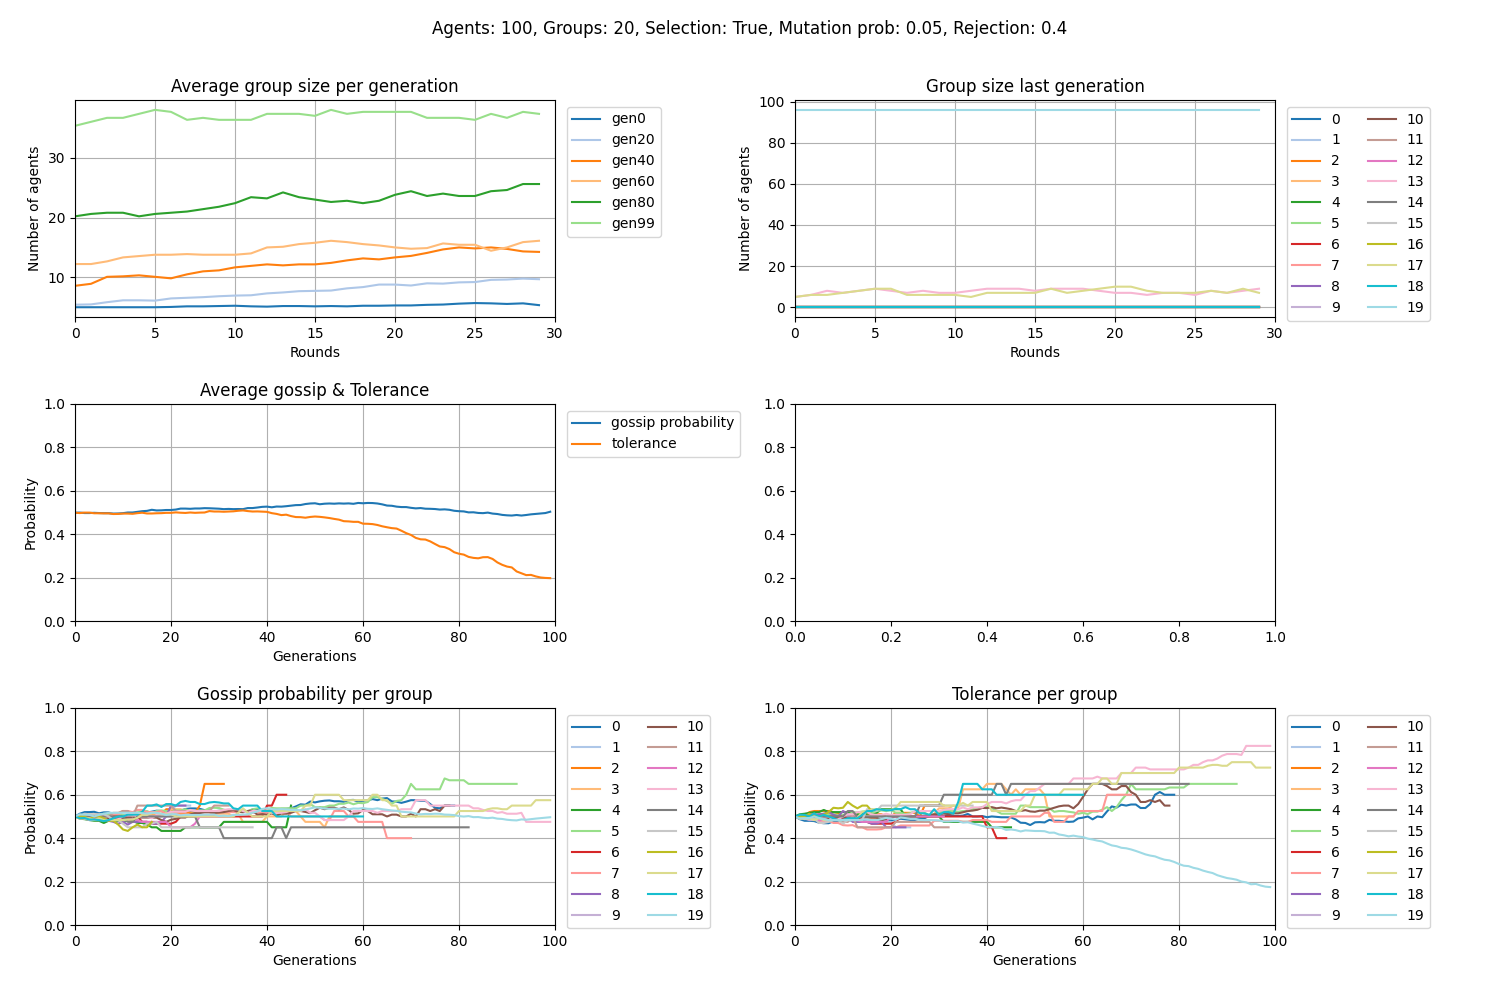 Agents: 100, Groups: 20, Selection: True, Mutation prob: 0.05, Rejection: 0.4
Average group size per generation
Number of agents
30
20
10
0 5 10 15 20 25 30
Rounds
gen0
gen20
gen40
gen60
gen80
gen99
Group size last generation
Number of agents
100
80
60
40
20
0
0 5 10 15 20 25 30
Rounds
0 10
1 11
2 12
3 13
4 14
5 15
6 16
7 17
8 18
9 19
Average gossip & Tolerance
Probability
1.0
0.8
0.6
0.4
0.2
0.0
0 20 40 60 80 100
Generations
gossip probability
tolerance
1.0
0.8
0.6
0.4
0.2
0.0
0.0 0.2 0.4 0.6 0.8 1.0
Gossip probability per group
Probability
1.0
0.8
0.6
0.4
0.2
0.0
0 20 40 60 80 100
Generations
0 10
1 11
2 12
3 13
4 14
5 15
6 16
7 17
8 18
9 19
Tolerance per group
Probability
1.0
0.8
0.6
0.4
0.2
0.0
0 20 40 60 80 100
Generations
0 10
1 11
2 12
3 13
4 14
5 15
6 16
7 17
8 18
9 19